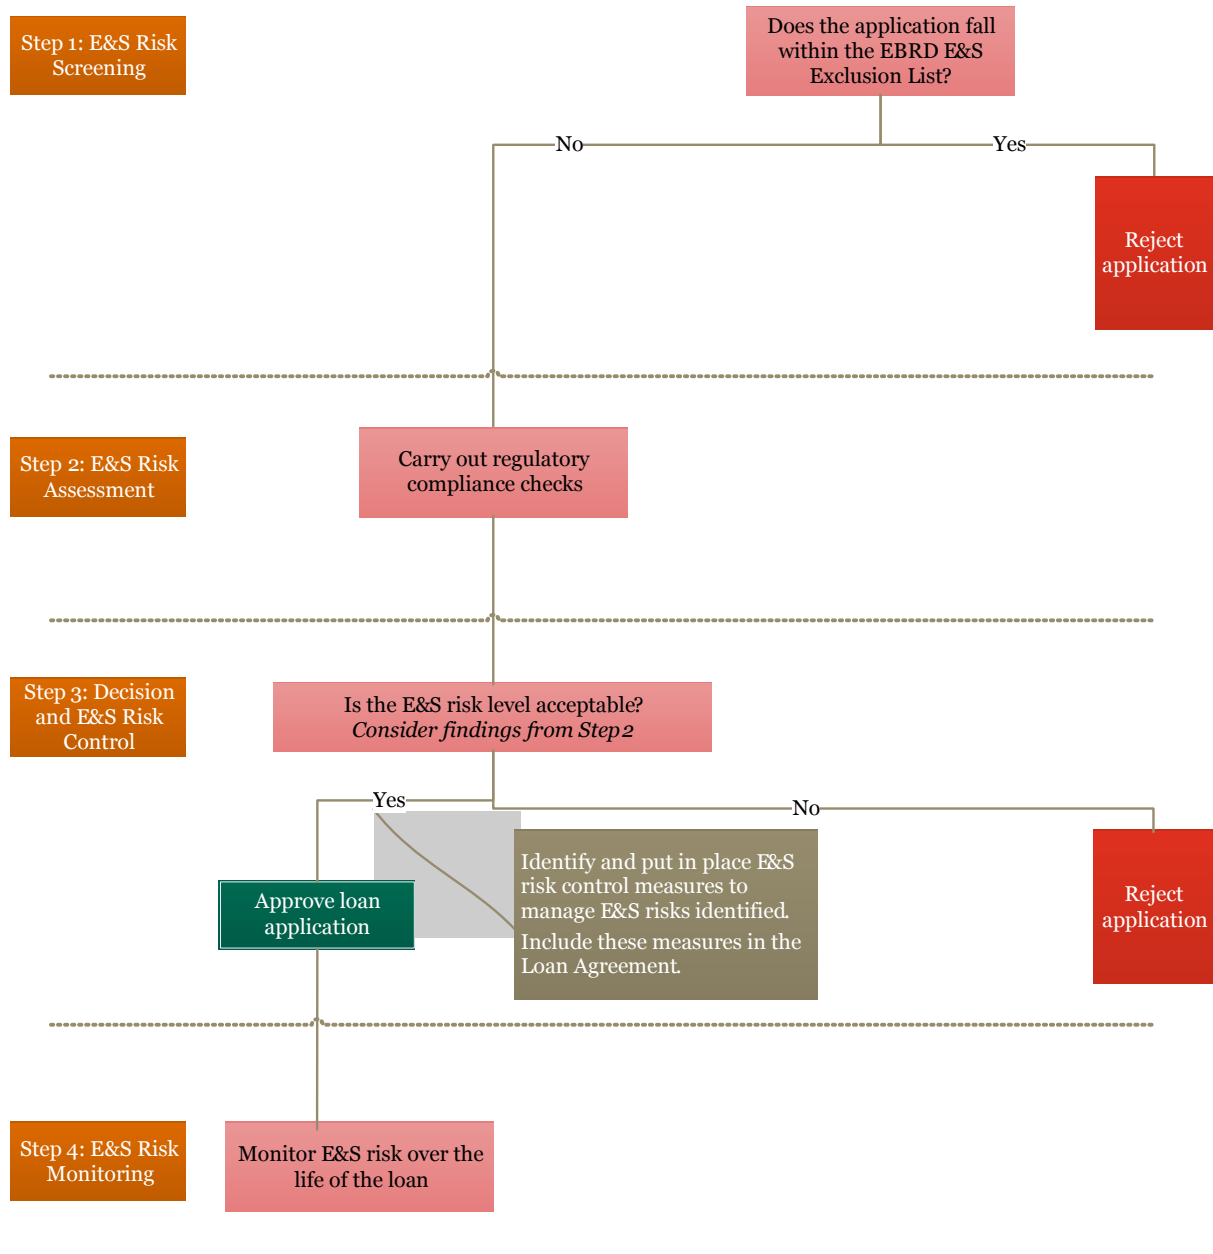 Step 1: E&S Risk
Screening
Does the application fall
within the EBRD E&S
Exclusion List?
No
Yes
Reject
application
Step 2: E&S Risk
Assessment
Carry out regulatory
compliance checks
Step 3: Decision
and E&S Risk
Control
Is the E&S risk level acceptable?
Consider findings from Step 2
Yes
No
Identify and put in place E&S
risk control measures to
manage E&S risks identified.
Include these measures in the
Loan Agreement.
Approve loan
application
Reject
application
Step 4: E&S Risk
Monitoring
Monitor E&S risk over the
life of the loan